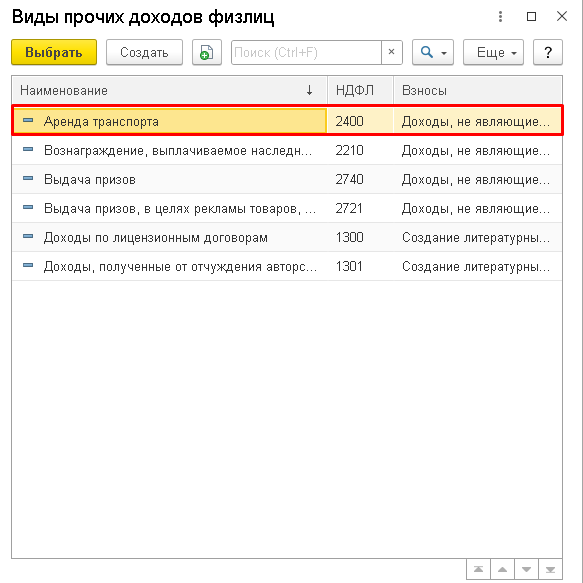 Виды прочих доходов физлиц
Выбрать Создать Поиск (Ctrl+F) × Еще ?
Наименование ↓ НДФЛ Взносы
Аренда транспорта 2400 Доходы, не являющие...
Вознаграждение, выплачиваемое наследн... 2210 Доходы, не являющие...
Выдача призов 2740 Доходы, не являющие...
Выдача призов, в целях рекламы товаров, ... 2721 Доходы, не являющие...
Доходы по лицензионным договорам 1300 Создание литературны...
Доходы, полученные от отчуждения авторс... 1301 Создание литературны...